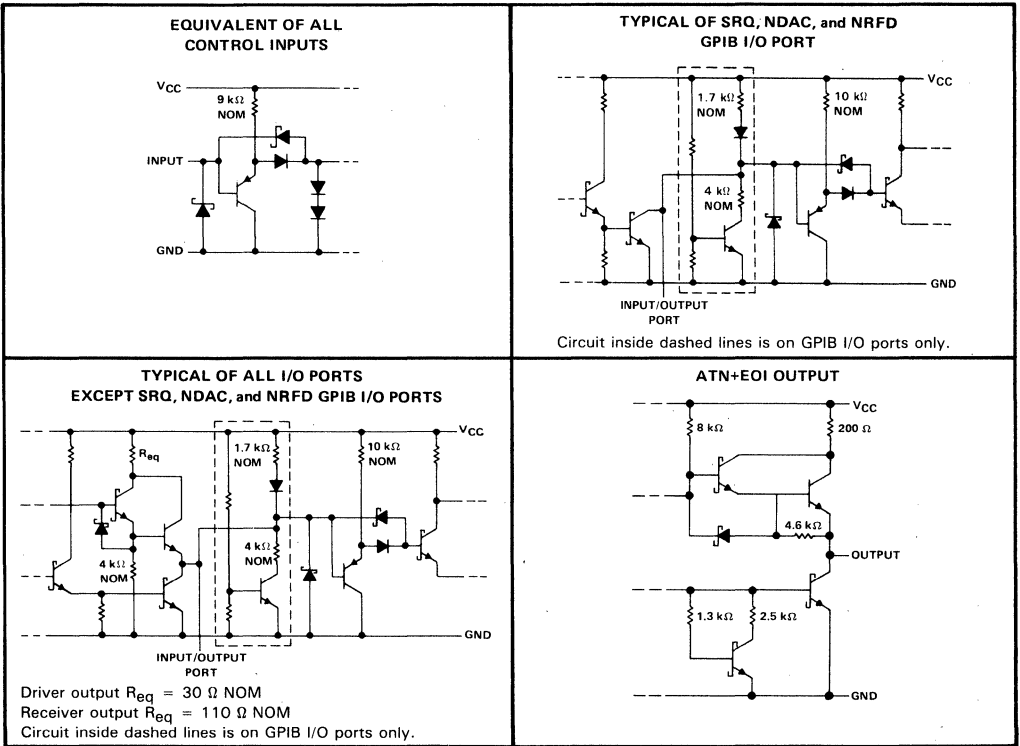 EQUIVALENT OF ALL
CONTROL INPUTS
VCC
9 kΩ
NOM
INPUT
GND
TYPICAL OF SRQ, NDAC, and NRFD
GPIB I/O PORT
VCC
1.7 kΩ
NOM
10 kΩ
NOM
4 kΩ
NOM
GND
INPUT/OUTPUT
PORT
Circuit inside dashed lines is on GPIB I/O ports only.
TYPICAL OF ALL I/O PORTS
EXCEPT SRQ, NDAC, and NRFD GPIB I/O PORTS
VCC
Req
1.7 kΩ
NOM
10 kΩ
NOM
4 kΩ
NOM
4 kΩ
NOM
GND
INPUT/OUTPUT
PORT
Driver output Req = 30 Ω NOM
Receiver output Req = 110 Ω NOM
Circuit inside dashed lines is on GPIB I/O ports only.
ATN+EOI OUTPUT
VCC
8 kΩ
200 Ω
4.6 kΩ
OUTPUT
1.3 kΩ
2.5 kΩ
GND